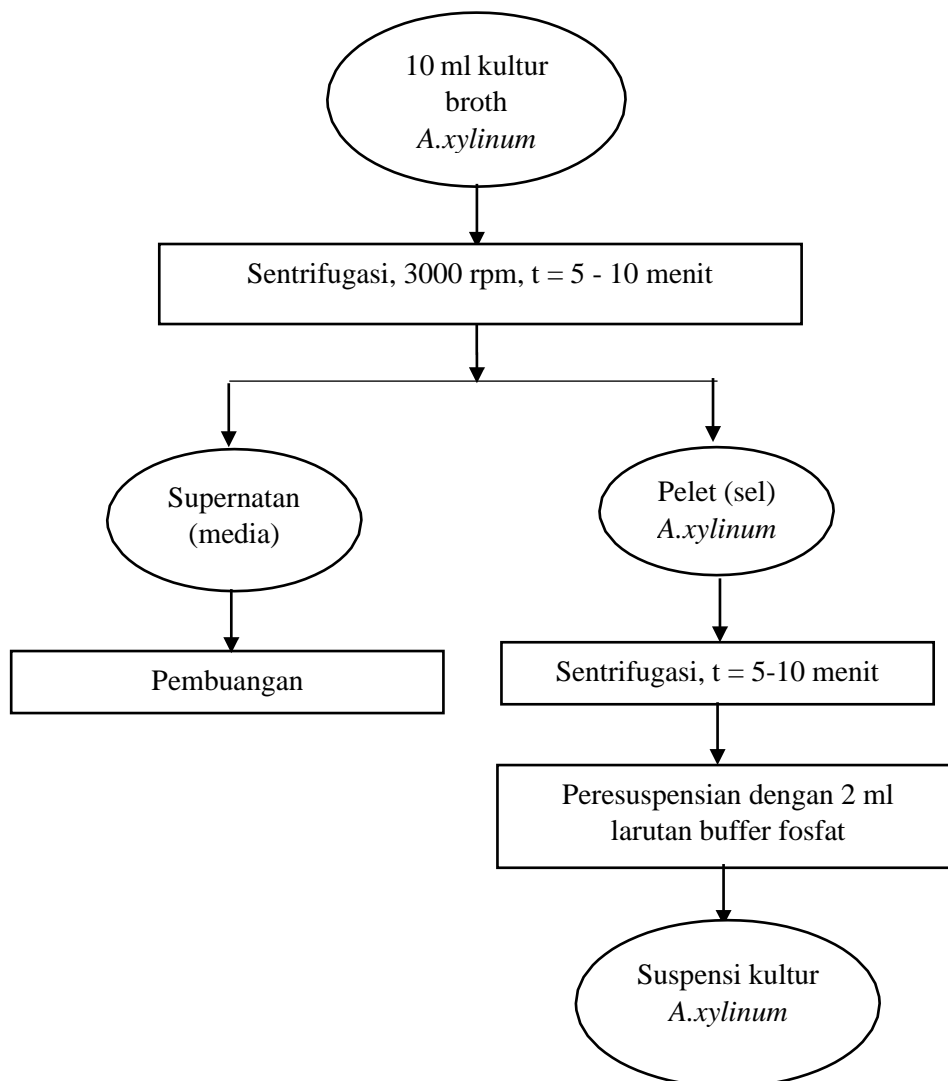 10 ml kultur
broth
A.xylinum
Sentrifugasi, 3000 rpm, t = 5 - 10 menit
Supernatan
(media)
Pelet (sel)
A.xylinum
Pembuangan
Sentrifugasi, t = 5-10 menit
Peresuspensian dengan 2 ml
larutan buffer fosfat
Suspensi kultur
A.xylinum